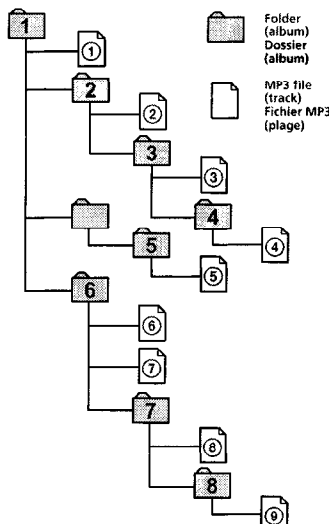 1
Folder
(album)
Dossier
(album)
①
2
MP3 file
(track)
Fichier MP3
(plage)
②
3
③
4
④
5
⑤
6
⑥
⑦
7
⑧
8
⑨